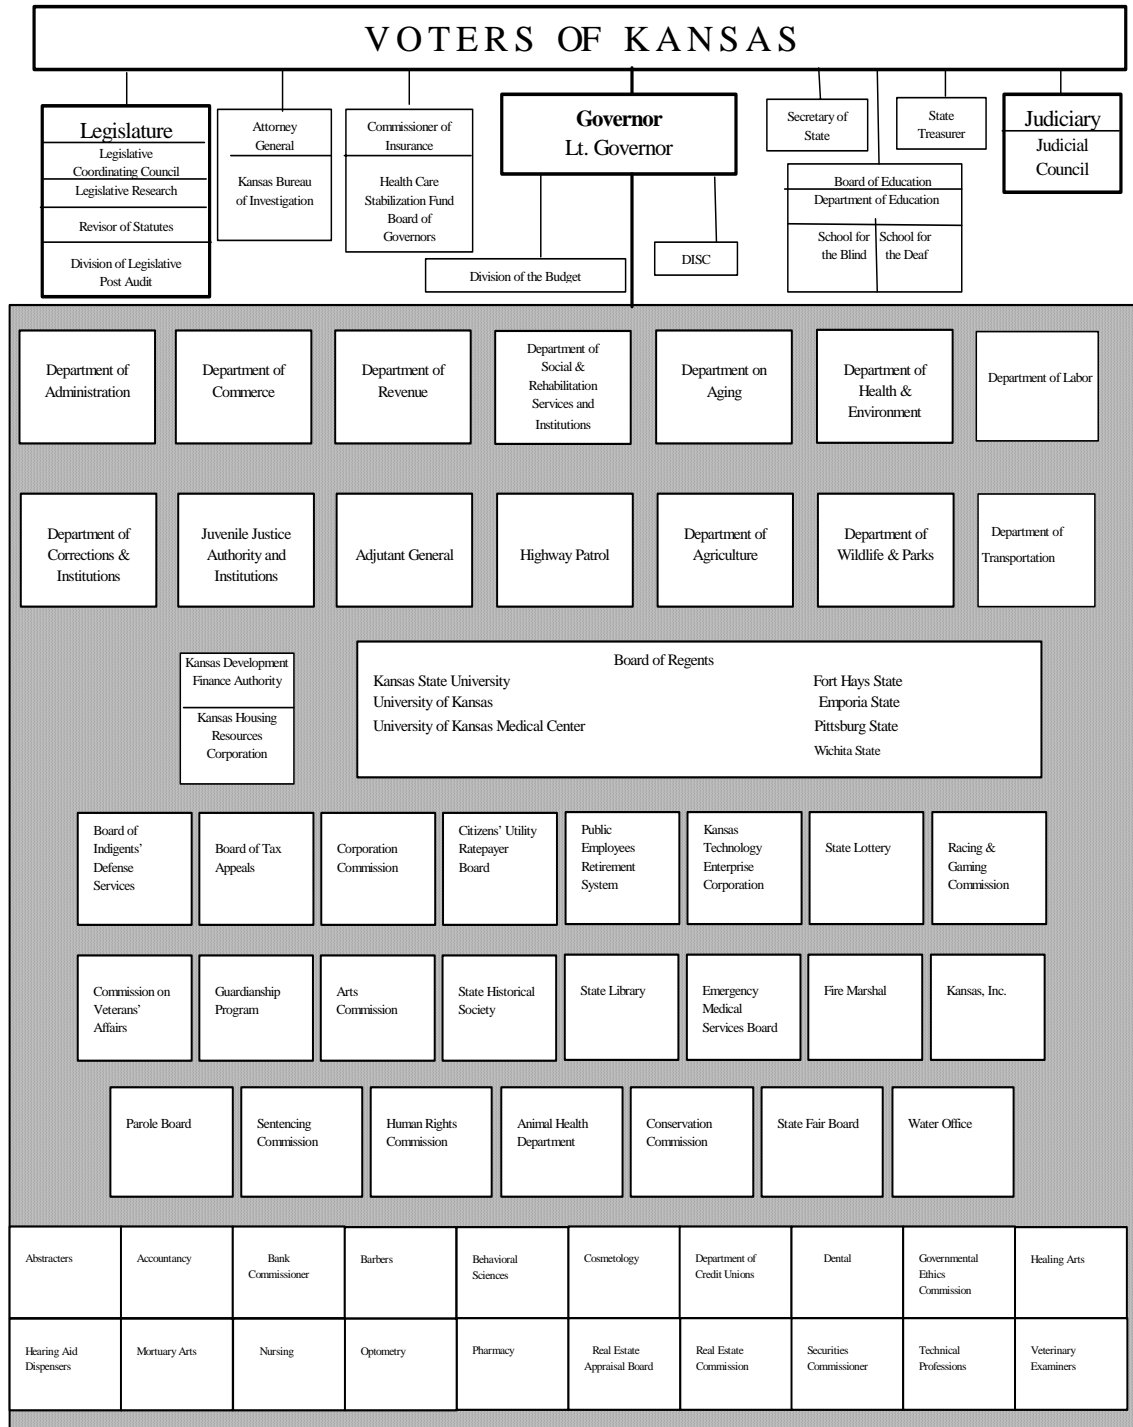 VOTERS OF KANSAS
Legislature
Legislative
Coordinating Council
Legislative Research
Revisor of Statutes
Division of Legislative
Post Audit
Attorney
General
Kansas Bureau
of Investigation
Commissioner of
Insurance
Health Care
Stabilization Fund
Board of
Governors
Governor
Lt. Governor
Division of the Budget
DISC
Secretary of
State
Board of Education
Department of Education
School for
the Blind
School for
the Deaf
State
Treasurer
Judiciary
Judicial
Council
Department of
Administration
Department of
Commerce
Department of
Revenue
Department of
Social &
Rehabilitation
Services and
Institutions
Department on
Aging
Department of
Health &
Environment
Department of Labor
Department of
Corrections &
Institutions
Juvenile Justice
Authority and
Institutions
Adjutant General
Highway Patrol
Department of
Agriculture
Department of
Wildlife & Parks
Department of
Transportation
Kansas Development
Finance Authority
Kansas Housing
Resources
Corporation
Board of Regents
Kansas State University
University of Kansas
University of Kansas Medical Center
Fort Hays State
Emporia State
Pittsburg State
Wichita State
Board of
Indigents'
Defense
Services
Board of Tax
Appeals
Corporation
Commission
Citizens' Utility
Ratepayer
Board
Public
Employees
Retirement
System
Kansas
Technology
Enterprise
Corporation
State Lottery
Racing &
Gaming
Commission
Commission on
Veterans'
Affairs
Guardianship
Program
Arts
Commission
State Historical
Society
State Library
Emergency
Medical
Services Board
Fire Marshal
Kansas, Inc.
Parole Board
Sentencing
Commission
Human Rights
Commission
Animal Health
Department
Conservation
Commission
State Fair Board
Water Office
Abstracters
Accountancy
Bank
Commissioner
Barbers
Behavioral
Sciences
Cosmetology
Department of
Credit Unions
Dental
Governmental
Ethics
Commission
Healing Arts
Hearing Aid
Dispensers
Mortuary Arts
Nursing
Optometry
Pharmacy
Real Estate
Appraisal Board
Real Estate
Commission
Securities
Commissioner
Technical
Professions
Veterinary
Examiners